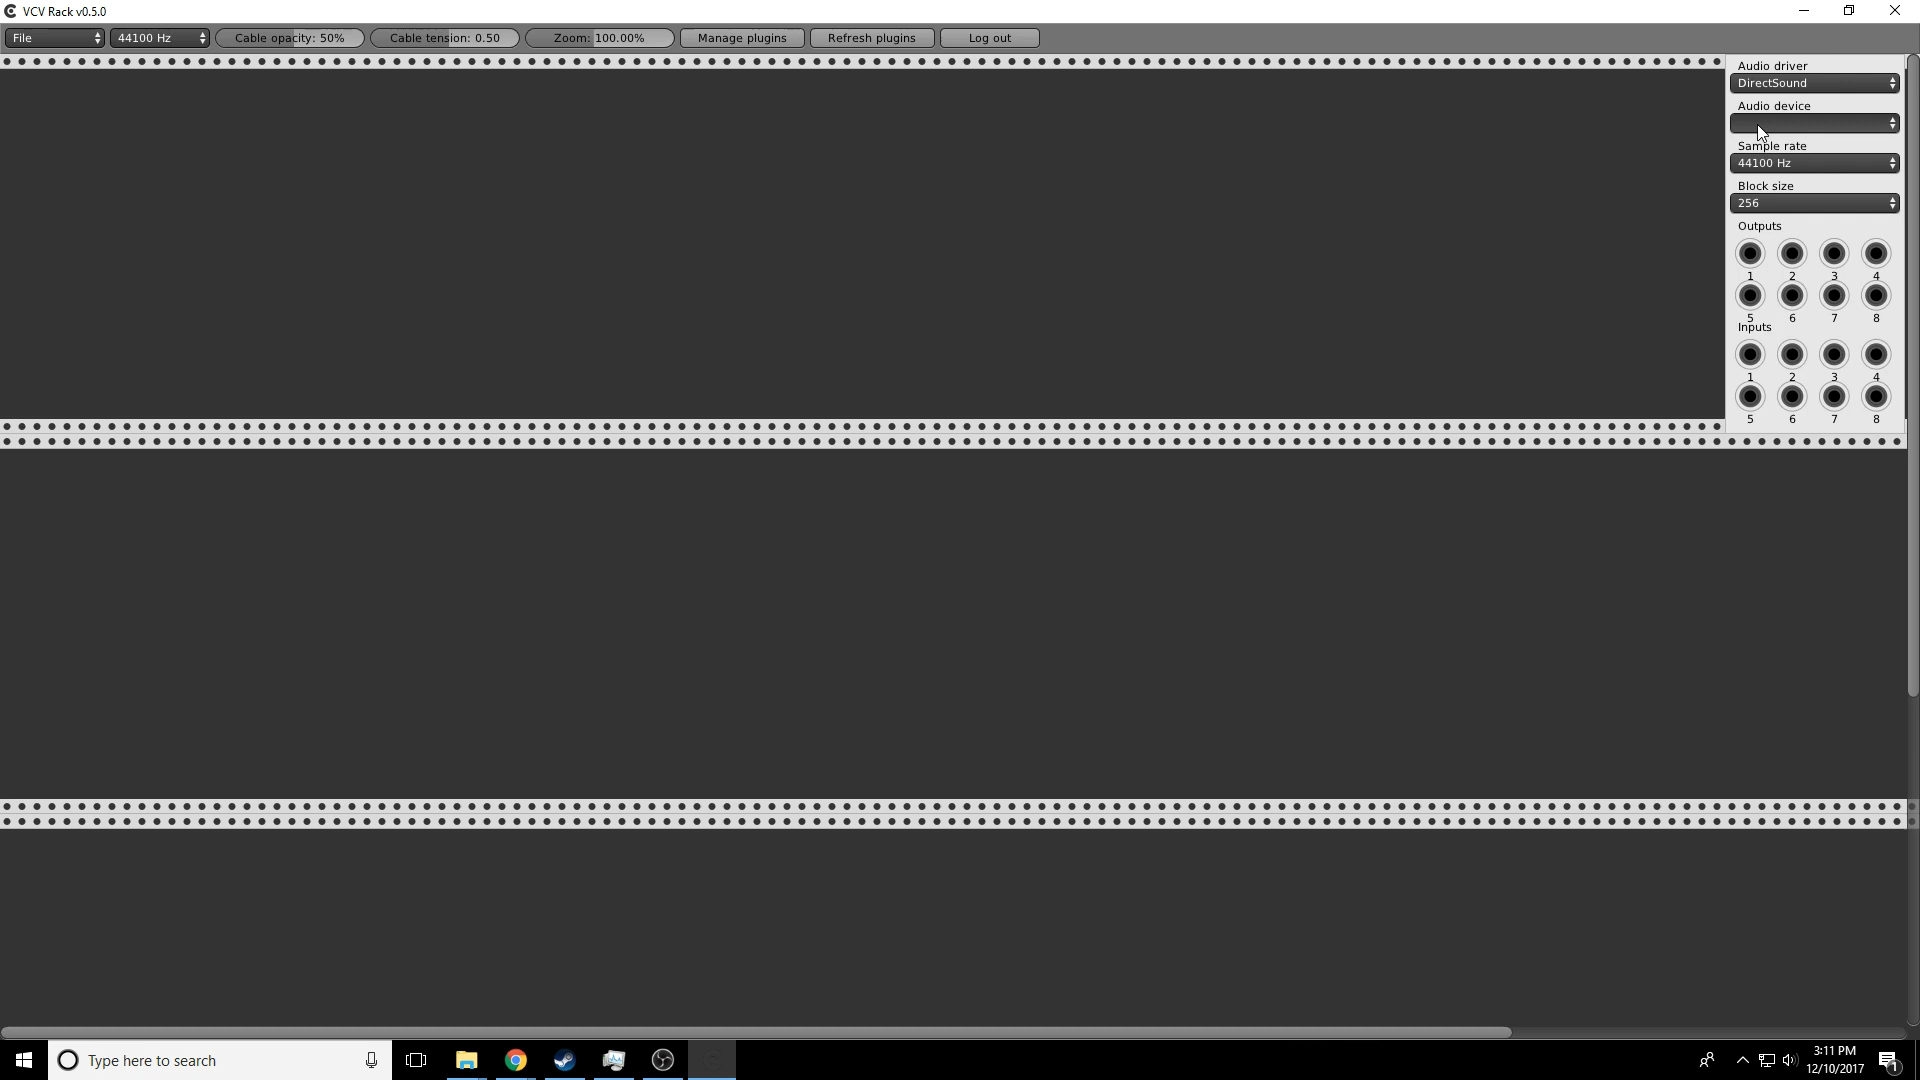 VCV Rack v0.5.0
File 44100 Hz Cable opacity: 50% Cable tension: 0.50 Zoom: 100.00% Manage plugins Refresh plugins Log out
Audio driver
DirectSound
Audio device
Sample rate
44100 Hz
Block size
256
Outputs
1 2 3 4
5 6 7 8
Inputs
1 2 3 4
5 6 7 8
Type here to search
3:11 PM
12/10/2017
1